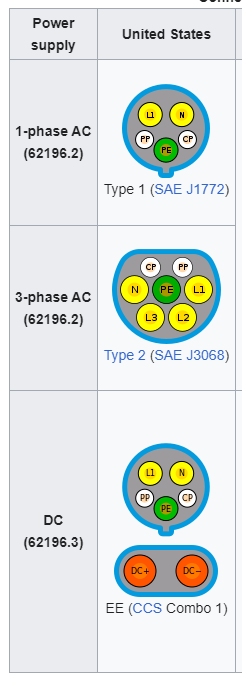 Power
supply
United States
1-phase AC
(62196.2)
L1 N
PP CP
PE
Type 1 (SAE J1772)
3-phase AC
(62196.2)
CP PP
N PE L1
L3 L2
Type 2 (SAE J3068)
DC
(62196.3)
L1 N
PP CP
PE
DC+ DC−
EE (CCS Combo 1)